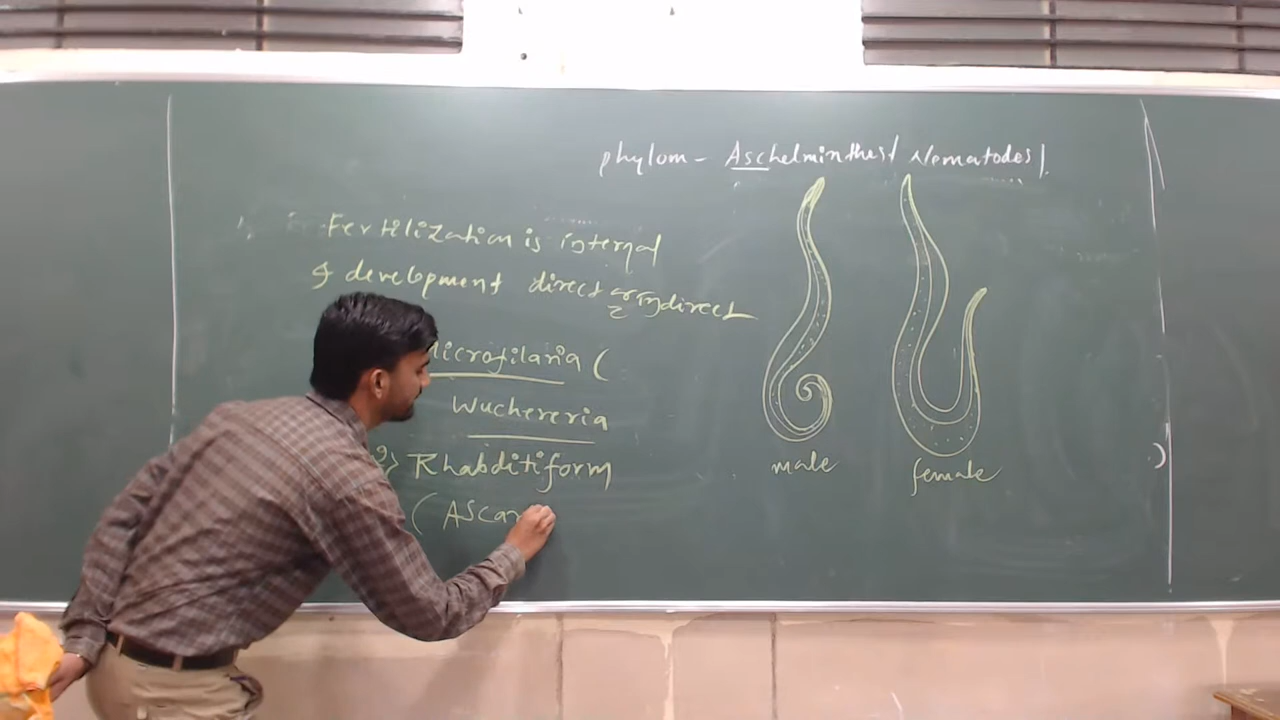 phylum - Aschelminthes / Nematodes).
Fertilization is internal
& development direct or Indirect
Microfilaria (
Wuchereria
Rhabditiform
( Ascar
male
female